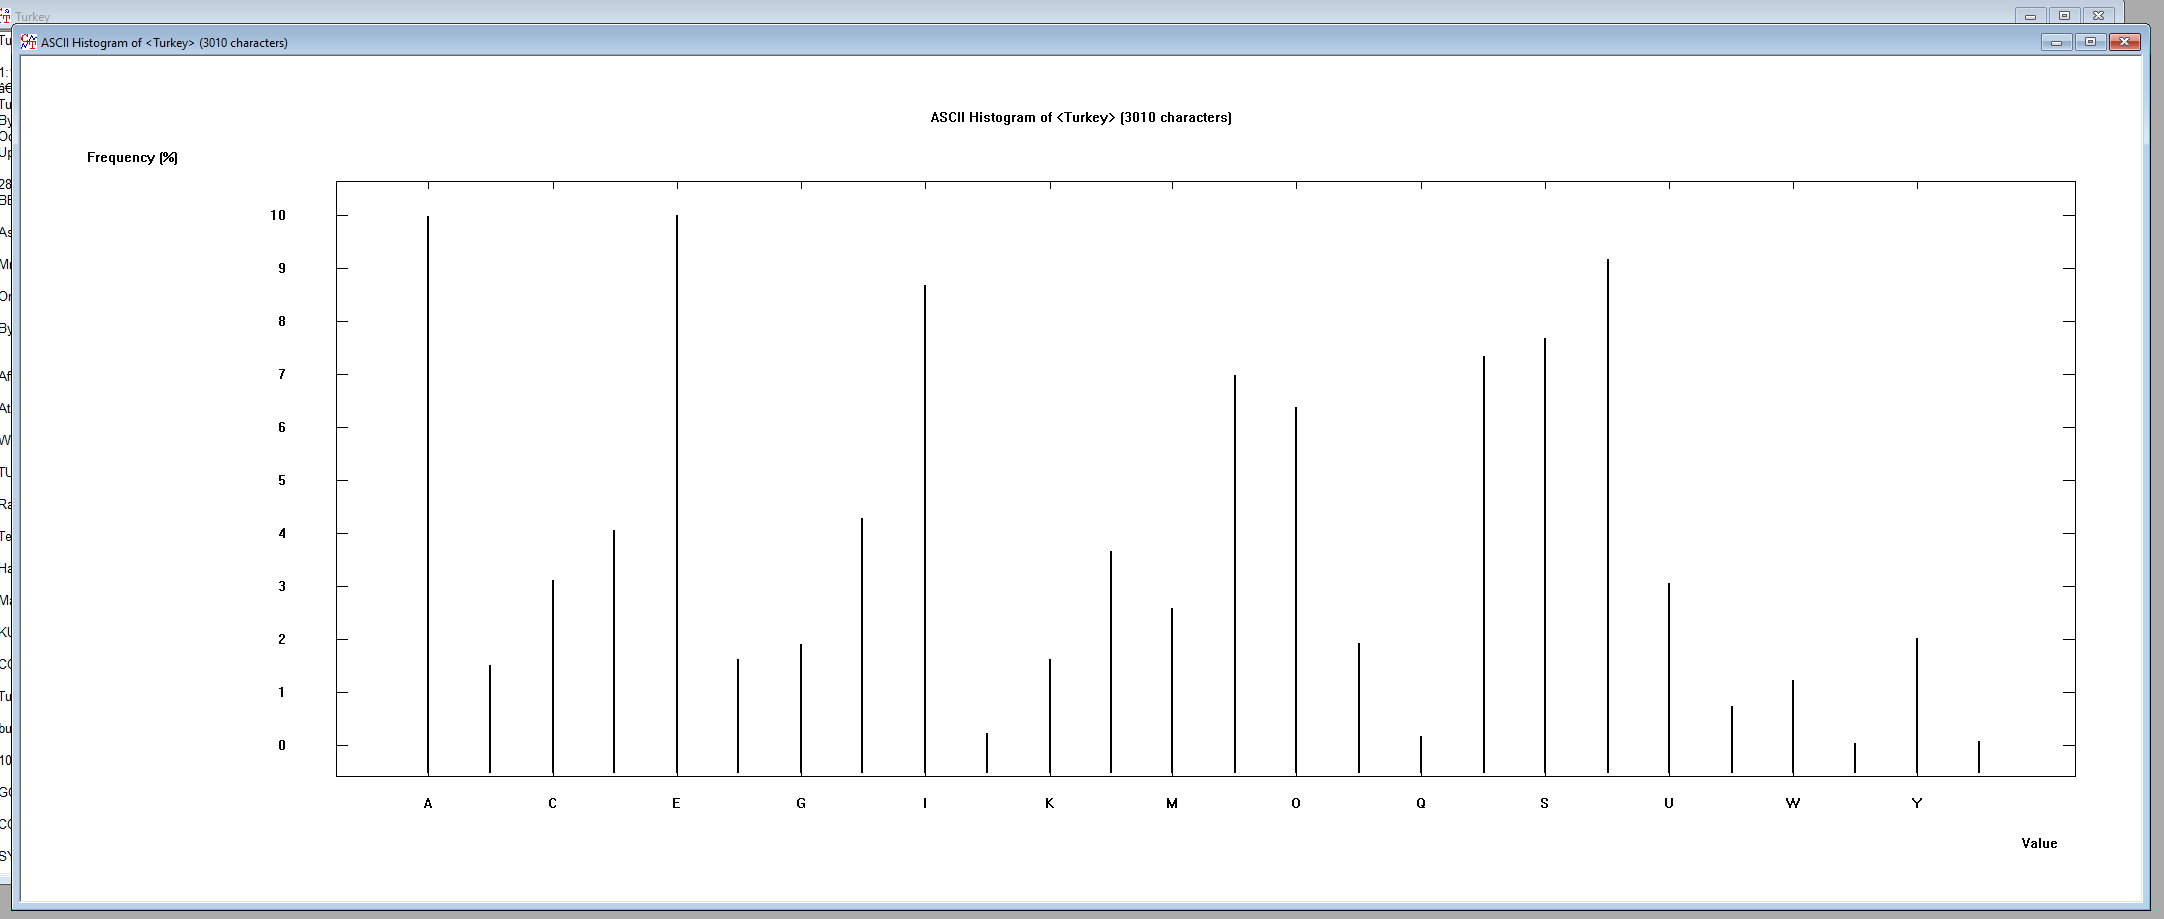 Turkey
ASCII Histogram of <Turkey> (3010 characters)
ASCII Histogram of <Turkey> (3010 characters)
Frequency (%)
10
9
8
7
6
5
4
3
2
1
0
A C E G I K M O Q S U W Y
Value